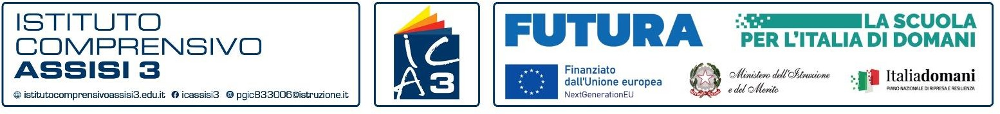 ISTITUTO
COMPRENSIVO
ASSISI 3
istitutocomprensivoassisi3.edu.it icassisi3 pgic833006@istruzione.it
iC
A3
FUTURA
LA SCUOLA
PER L'ITALIA DI DOMANI
Finanziato
dall'Unione europea
NextGenerationEU
Ministero dell'Istruzione
e del Merito
Italiadomani
PIANO NAZIONALE DI RIPRESA E RESILIENZA